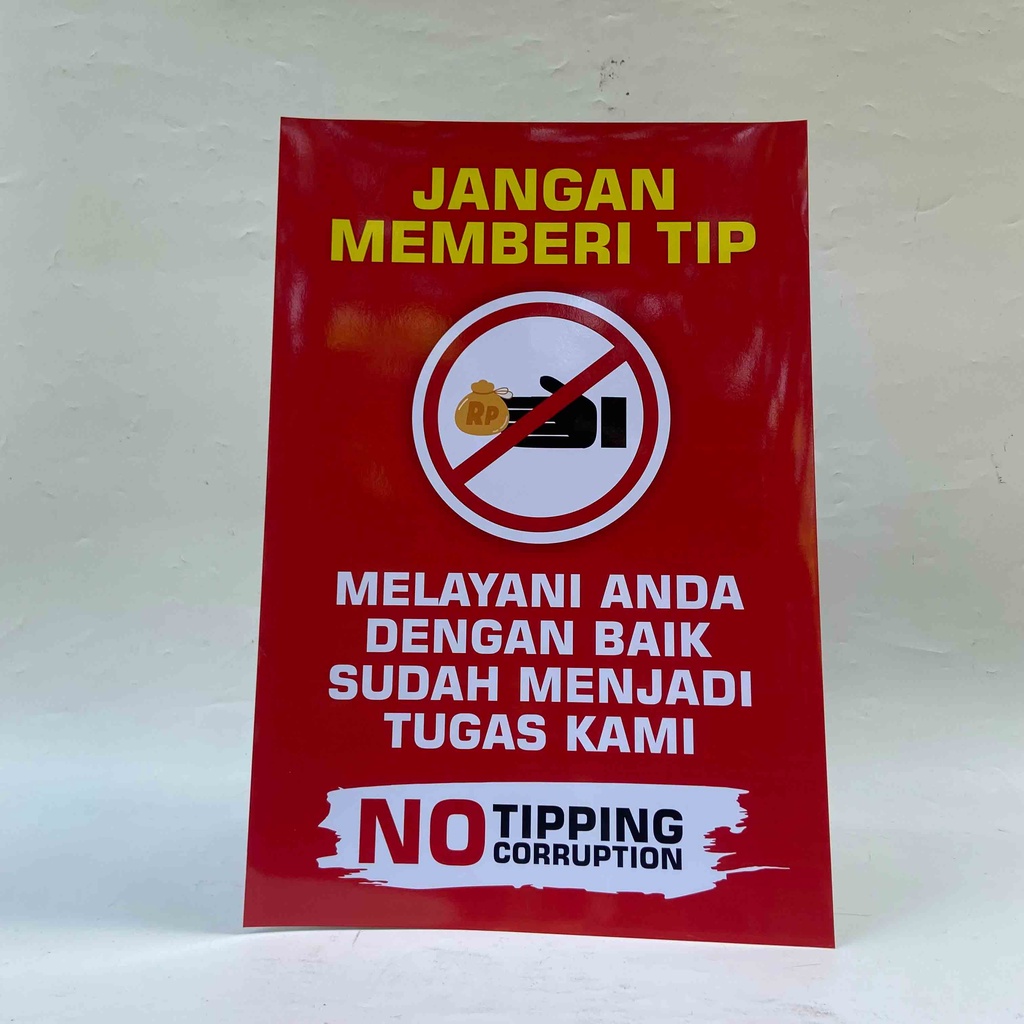 JANGAN
MEMBERI TIP
RP
MELAYANI ANDA
DENGAN BAIK
SUDAH MENJADI
TUGAS KAMI
NO TIPPING
CORRUPTION